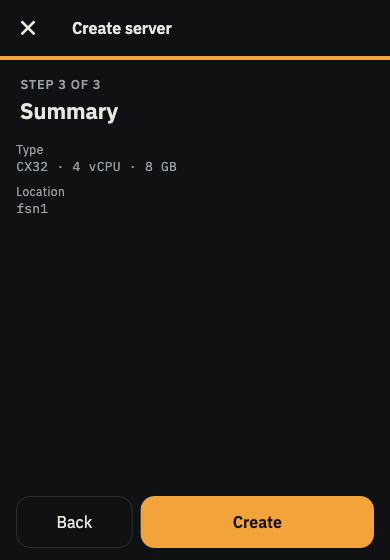 Create server
STEP 3 OF 3
Summary
Type
CX32 · 4 vCPU · 8 GB
Location
fsn1
Back
Create